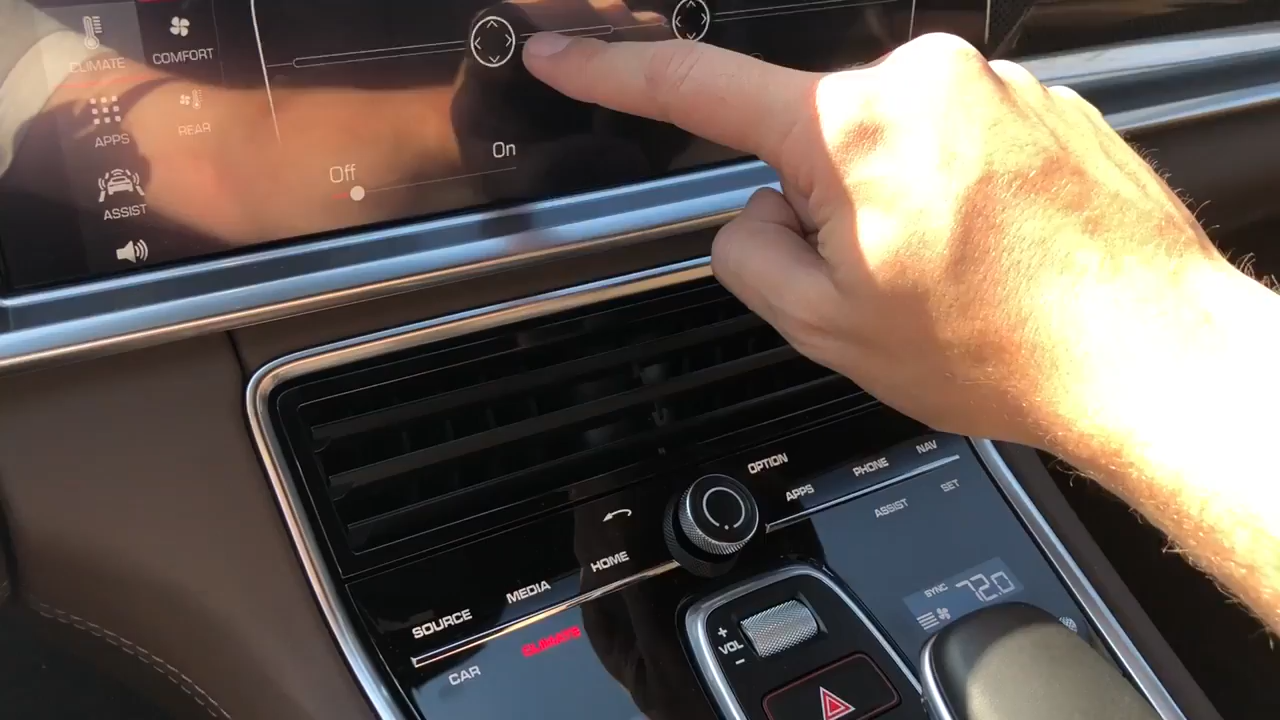 CLIMATE
COMFORT
APPS
REAR
ASSIST
Off
On
OPTION
APPS
PHONE
NAV
ASSIST
SET
HOME
MEDIA
SOURCE
CAR
CLIMATE
SYNC
72.0
+
VOL
-